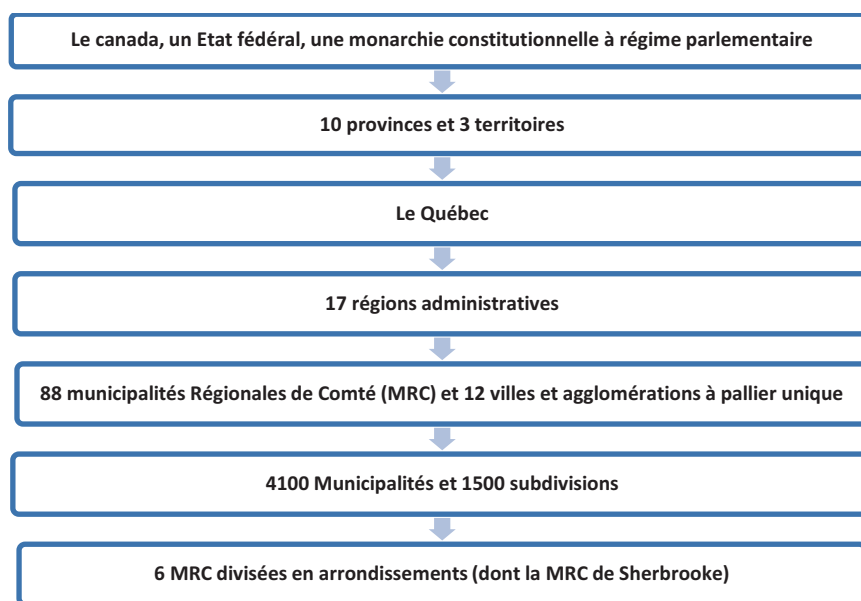 Le canada, un Etat fédéral, une monarchie constitutionnelle à régime parlementaire
10 provinces et 3 territoires
Le Québec
17 régions administratives
88 municipalités Régionales de Comté (MRC) et 12 villes et agglomérations à pallier unique
4100 Municipalités et 1500 subdivisions
6 MRC divisées en arrondissements (dont la MRC de Sherbrooke)